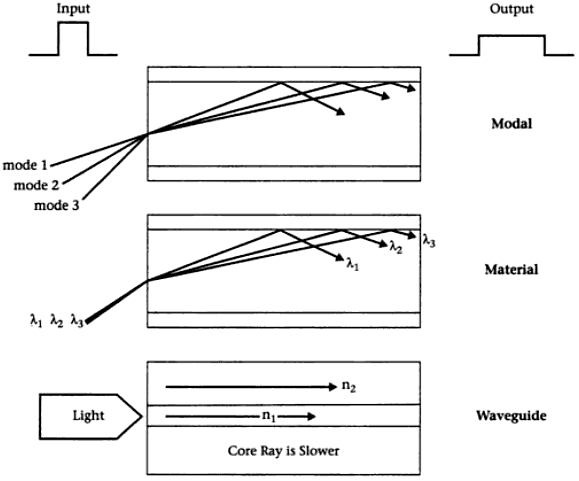 Input
Output
Modal
mode 1
mode 2
mode 3
λ₁
λ₂
λ₃
Material
λ₁ λ₂ λ₃
n₂
Light
n₁
Waveguide
Core Ray is Slower